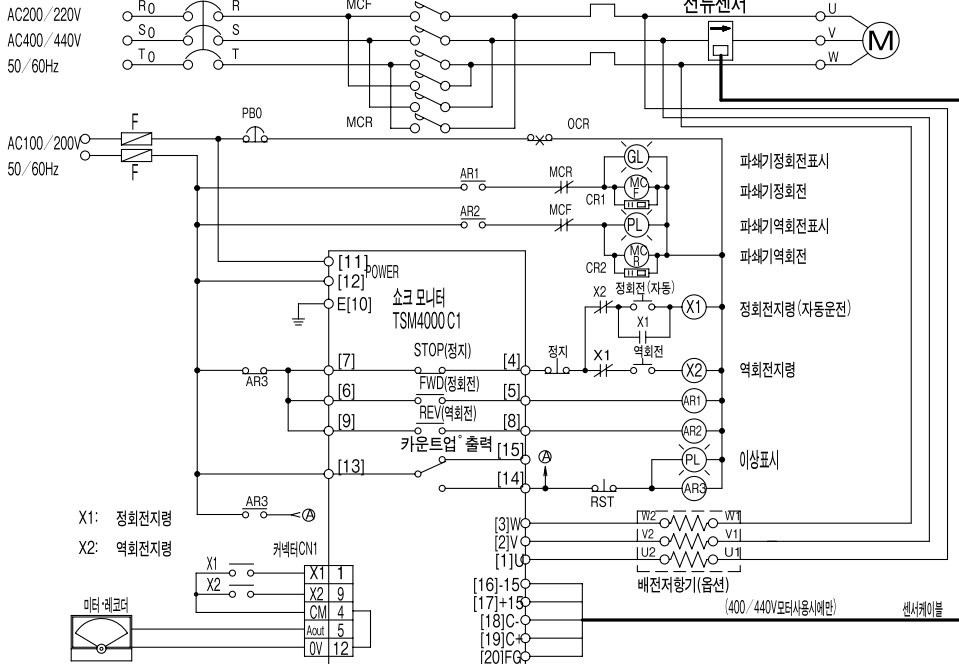 AC200／220V R0 R MCF 전류센서 U
AC400／440V S0 S V M
50／60Hz T0 T W
MCR
AC100／200V F PB0 OCR
50／60Hz F
GL 파쇄기정회전표시
AR1 MCR MCF 파쇄기정회전
CR1
AR2 MCF PL 파쇄기역회전표시
MCR 파쇄기역회전
CR2
[11] POWER
[12]
E[10]
쇼크 모니터
TSM4000 C1
X2 정회전(자동) X1 정회전지령(자동운전)
X1
STOP(정지)
[7] [4] 정지 X1 역회전 X2 역회전지령
AR3 FWD(정회전)
[6] [5] AR1
REV(역회전)
[9] [8] AR2
카운트업 출력 [15] A PL 이상표시
[13] [14] RST AR3
AR3 A
X1: 정회전지령
X2: 역회전지령
[3]W W2 W1
[2]V V2 V1
[1]U U2 U1
배전저항기(옵션)
(400／440V모터사용시에만)
센서케이블
커넥터CN1
X1 X1 1
X2 X2 9
CM 4
Aout 5
0V 12
미터·레코더
[16]-15
[17]+15
[18]C-
[19]C+
[20]FG